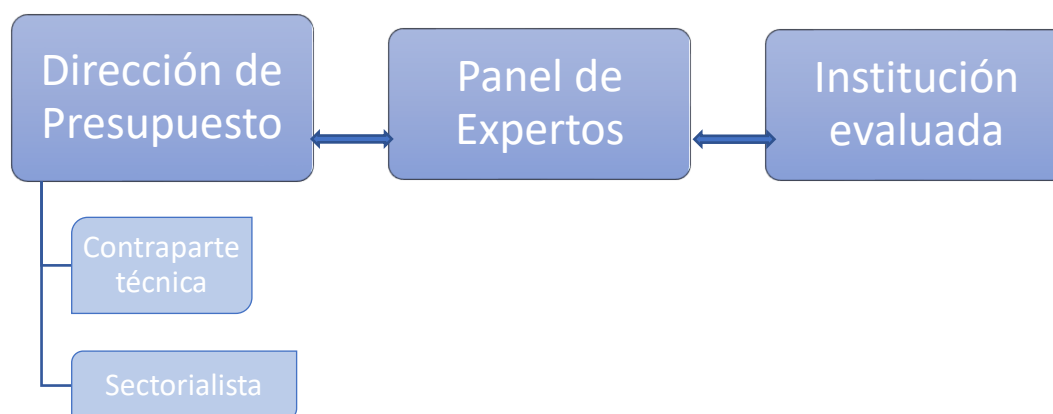 Dirección de
Presupuesto
Panel de
Expertos
Institución
evaluada
Contraparte
técnica
Sectorialista